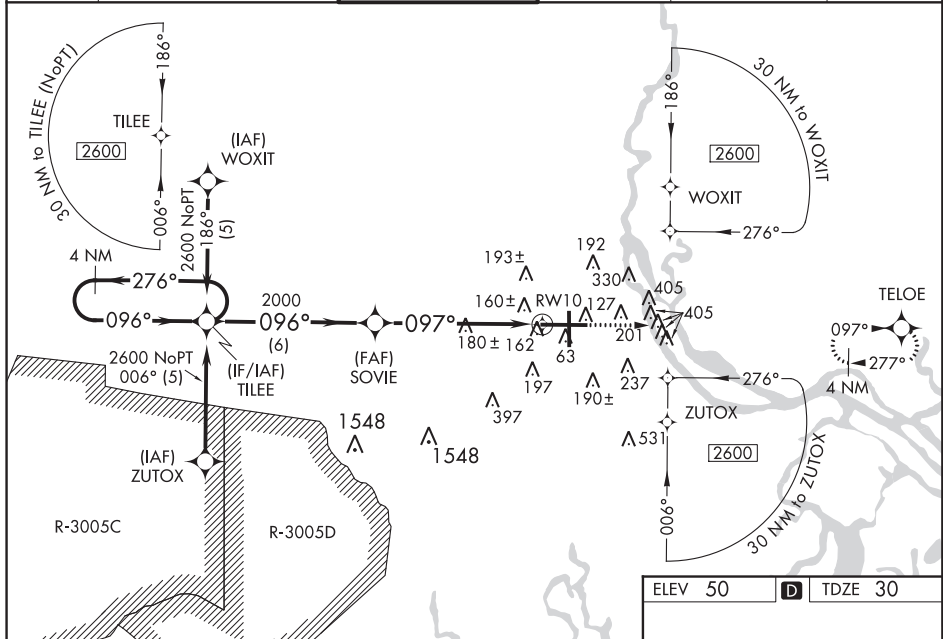 30 NM to TILEE (NoPT)
186°
TILEE
2600
006°
(IAF)
WOXIT
2600 NoPT
186°
(5)
4 NM
276°
096°
2000
096°
(6)
097°
(FAF)
SOVIE
(IF/IAF)
TILEE
2600 NoPT
006° (5)
(IAF)
ZUTOX
R-3005C
R-3005D
193±
192
330
405
160±
RW10
127
405
180±
162
63
201
197
237
190±
397
1548
1548
531
186°
30 NM to WOXIT
2600
WOXIT
276°
TELOE
097°
277°
4 NM
276°
ZUTOX
2600
006°
30 NM to ZUTOX
ELEV 50 D TDZE 30